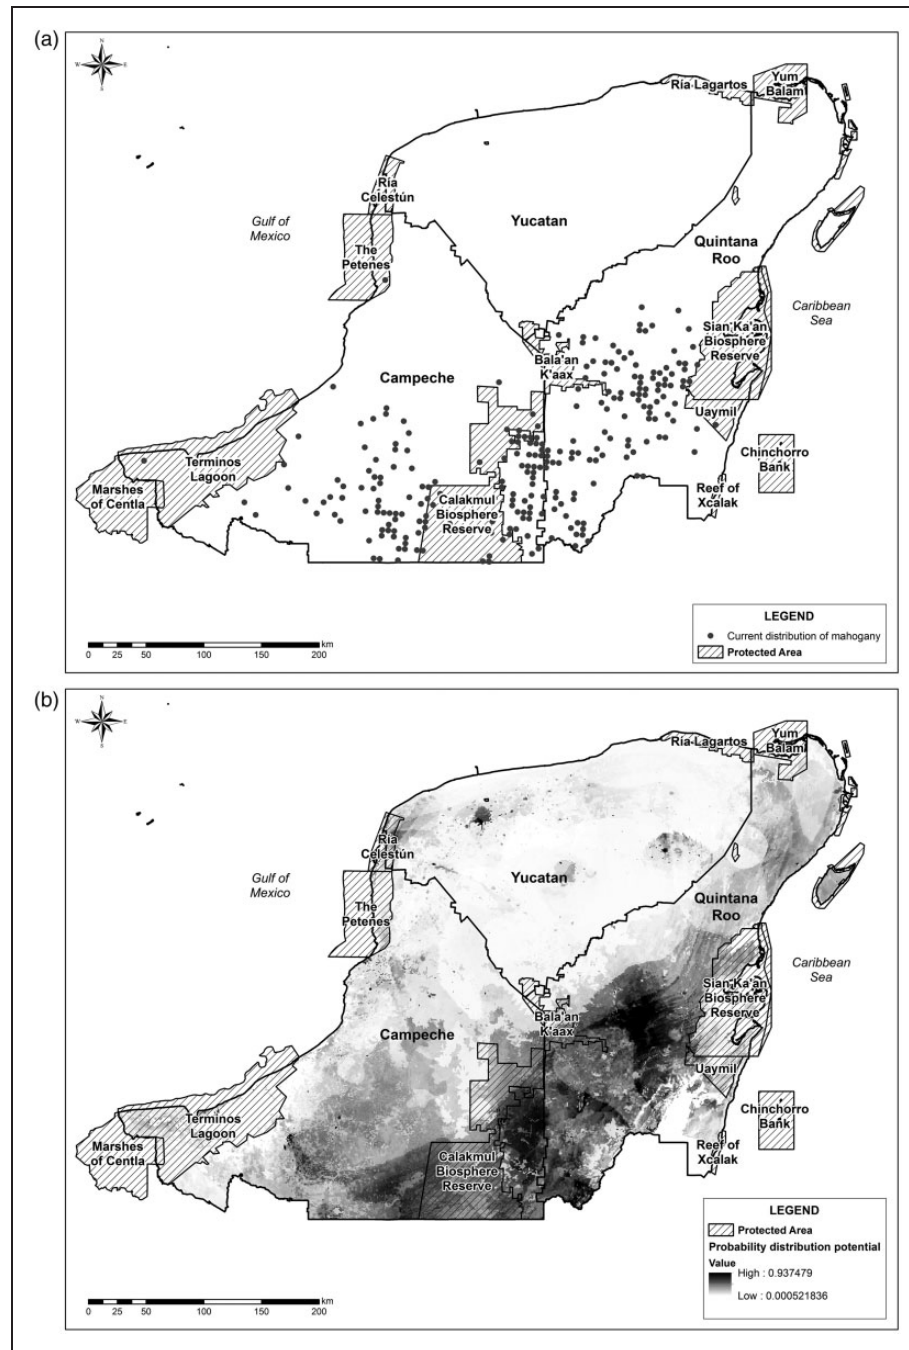 (a)
N
W E
S
Ría Lagartos
Yum
Balam
Ría
Celestún
Gulf of
Mexico
Yucatan
The
Petenes
Quintana
Roo
Caribbean
Sea
Sian Ka'an
Biosphere
Reserve
Bala'an
K'aax
Campeche
Uaymil
Terminos
Lagoon
Chinchorro
Bank
Marshes
of Centla
Calakmul
Biosphere
Reserve
Reef of
Xcalak
LEGEND
Current distribution of mahogany
Protected Area
km
0 25 50 100 150 200
(b)
N
W E
S
Ría Lagartos
Yum
Balam
Ría
Celestún
Gulf of
Mexico
Yucatan
The
Petenes
Quintana
Roo
Caribbean
Sea
Sian Ka'an
Biosphere
Reserve
Bala'an
K'aax
Campeche
Uaymil
Terminos
Lagoon
Chinchorro
Bank
Marshes
of Centla
Calakmul
Biosphere
Reserve
Reef of
Xcalak
LEGEND
Protected Area
Probability distribution potential
Value
High : 0.937479
Low : 0.000521836
km
0 25 50 100 150 200